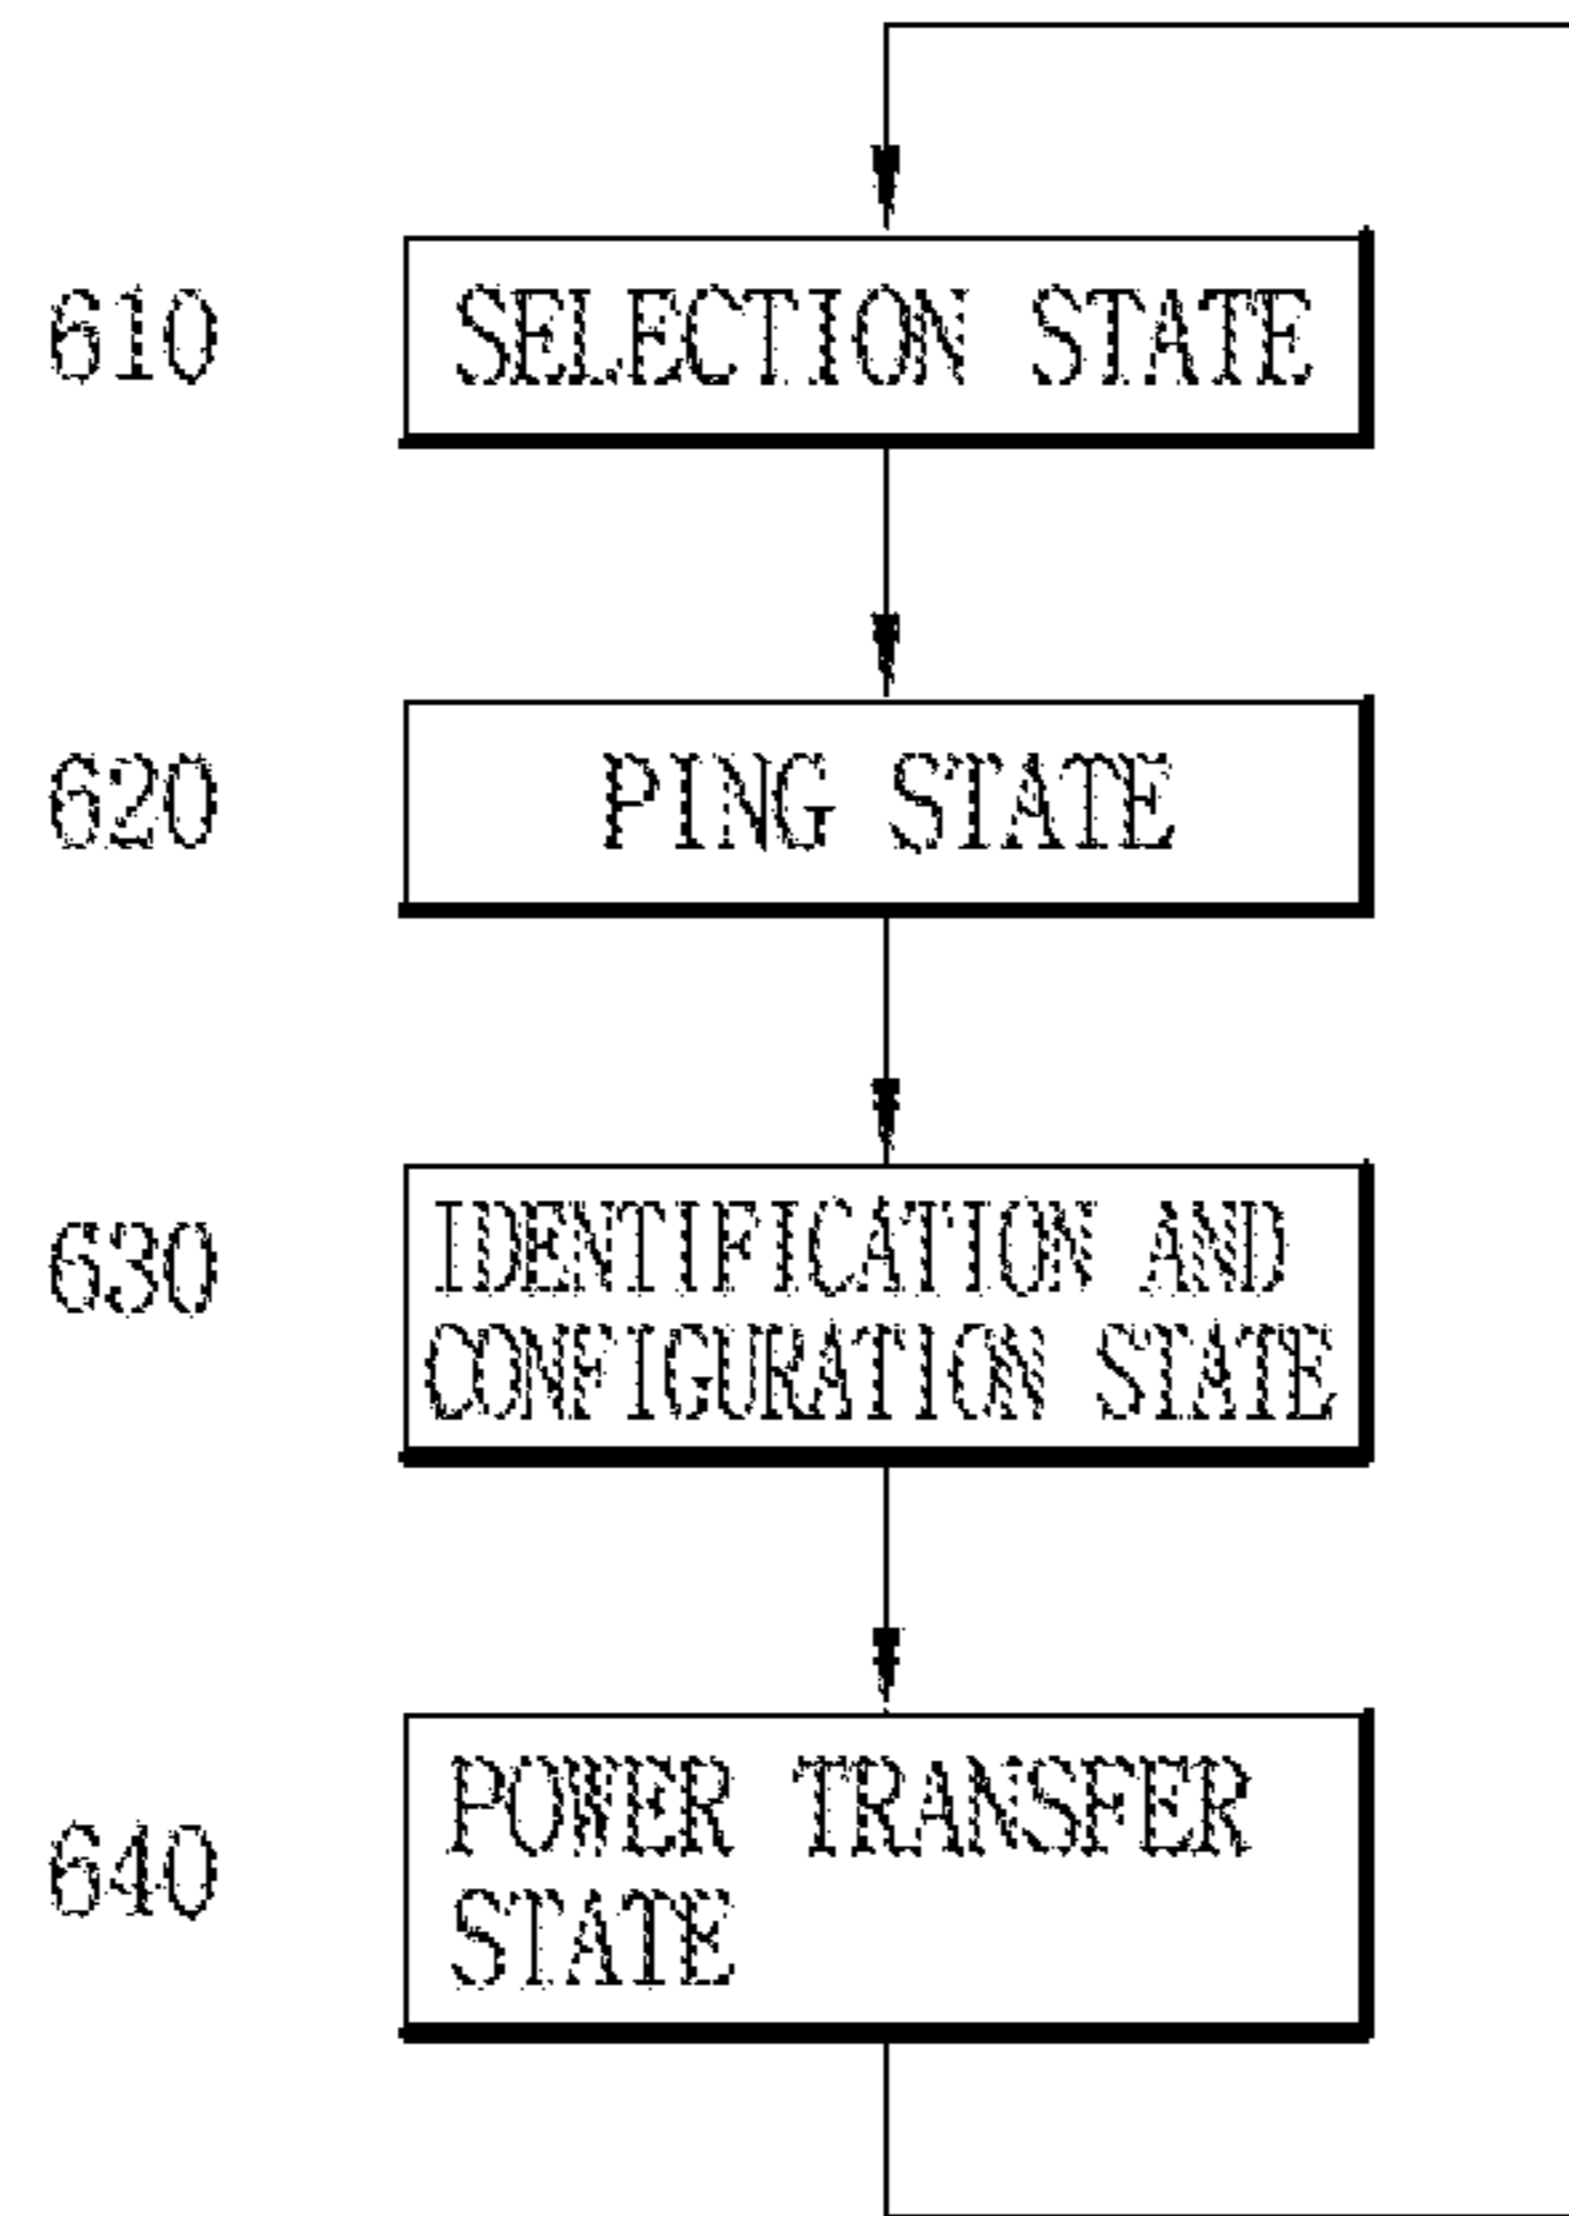 610
SELECTION STATE
620
PING STATE
630
IDENTIFICATION AND
CONFIGURATION STATE
640
POWER TRANSFER
STATE